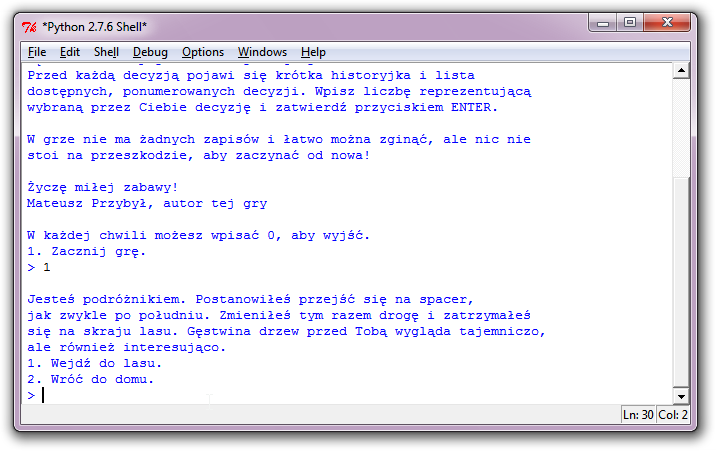 *Python 2.7.6 Shell*
File Edit Shell Debug Options Windows Help
Przed każdą decyzją pojawi się krótka historyjka i lista
dostępnych, ponumerowanych decyzji. Wpisz liczbę reprezentującą
wybraną przez Ciebie decyzję i zatwierdź przyciskiem ENTER.
W grze nie ma żadnych zapisów i łatwo można zginąć, ale nic nie
stoi na przeszkodzie, aby zaczynać od nowa!
Życzę miłej zabawy!
Mateusz Przybył, autor tej gry
W każdej chwili możesz wpisać 0, aby wyjść.
1. Zacznij grę.
> 1
Jesteś podróżnikiem. Postanowiłeś przejść się na spacer,
jak zwykle po południu. Zmieniłeś tym razem drogę i zatrzymałeś
się na skraju lasu. Gęstwina drzew przed Tobą wygląda tajemniczo,
ale również interesująco.
1. Wejdź do lasu.
2. Wróć do domu.
>
Ln: 30 Col: 2